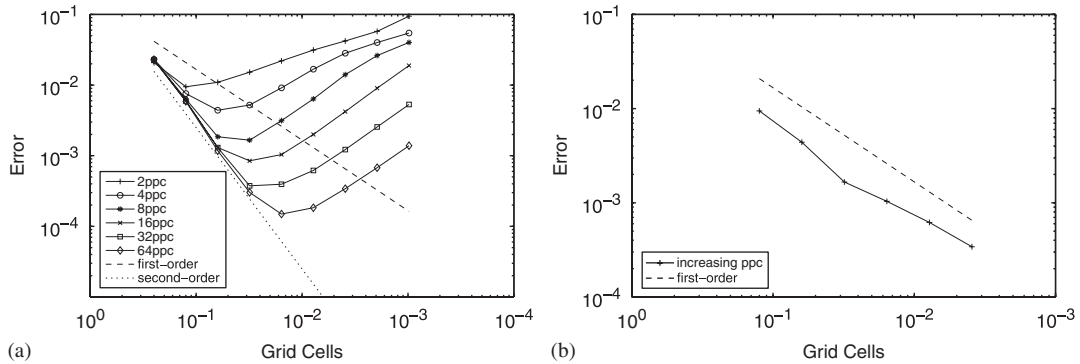 10⁻¹
10⁻²
10⁻³
10⁻⁴
Error
2ppc
4ppc
8ppc
16ppc
32ppc
64ppc
first–order
second–order
10⁰
10⁻¹
10⁻²
10⁻³
10⁻⁴
(a)
Grid Cells
10⁻¹
10⁻²
10⁻³
10⁻⁴
Error
increasing ppc
first–order
10⁰
10⁻¹
10⁻²
10⁻³
(b)
Grid Cells